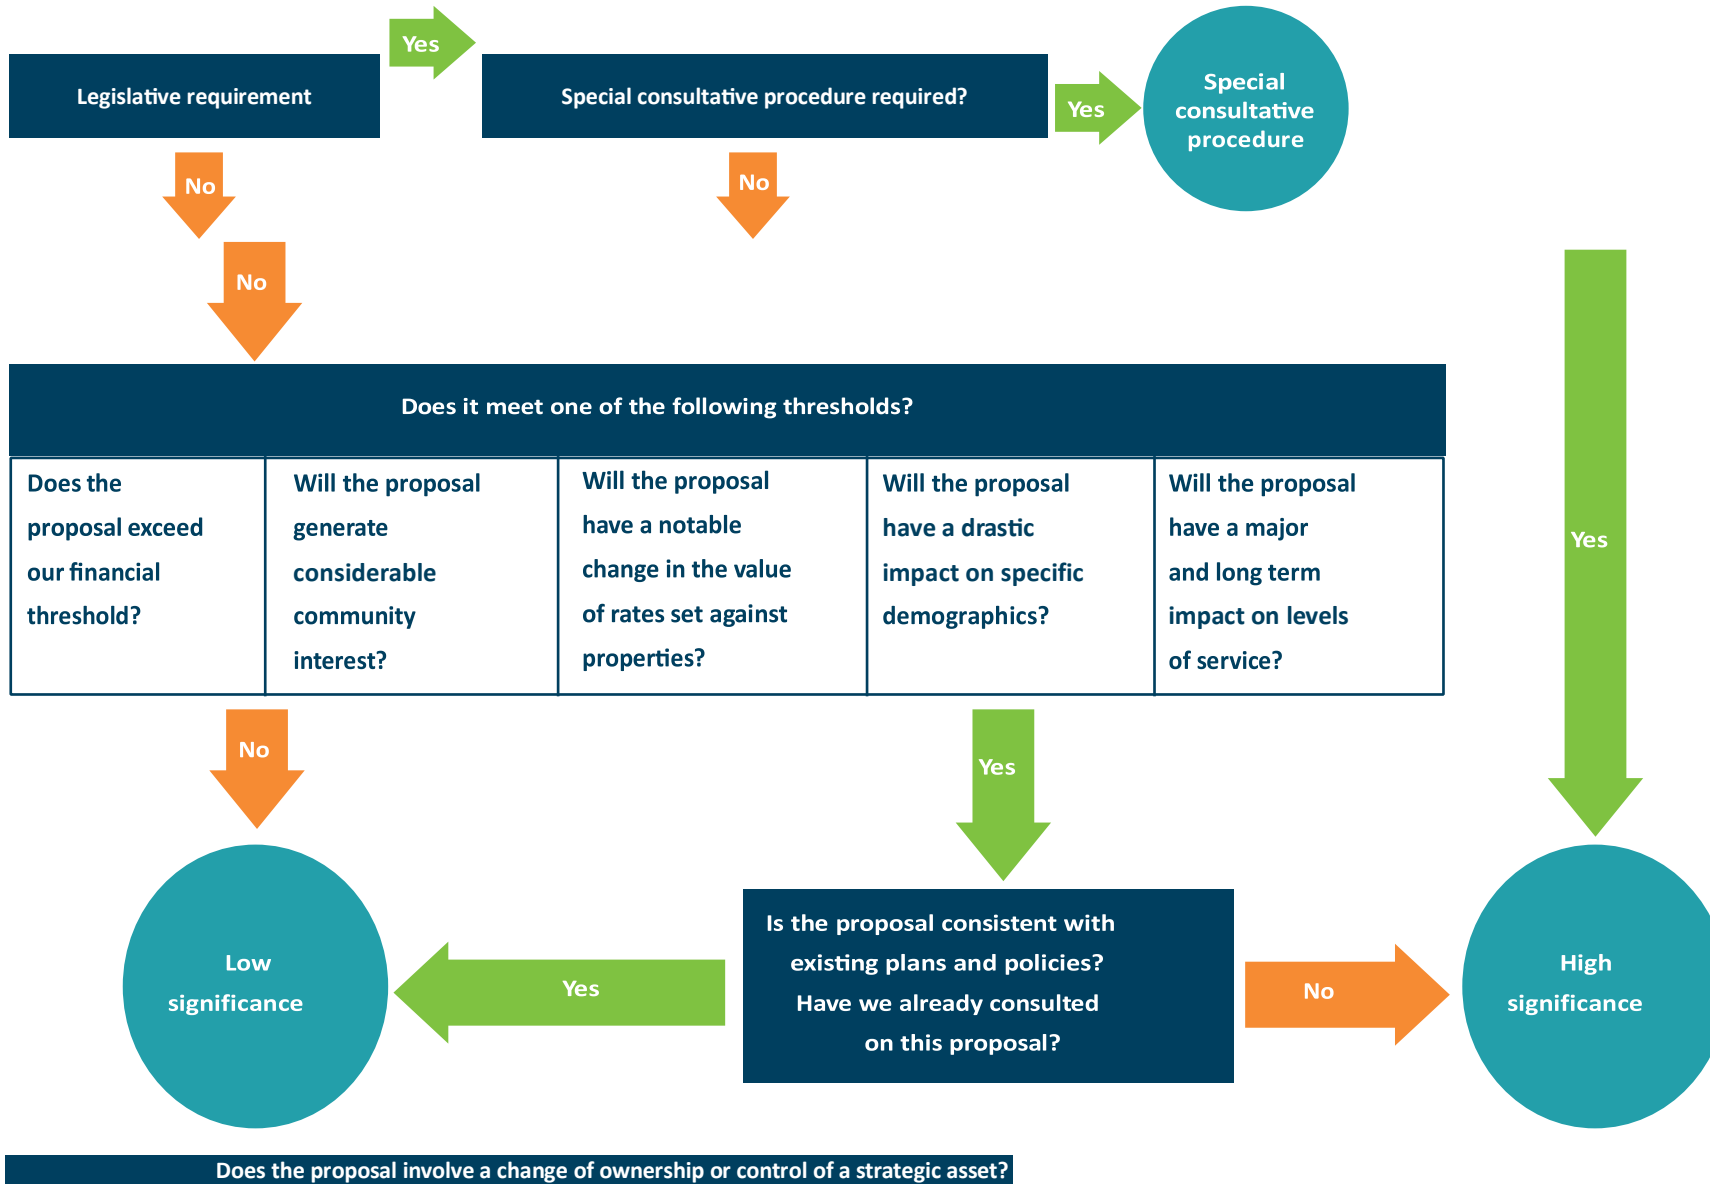 Yes
Legislative requirement
Special consultative procedure required?
Yes
Special
consultative
procedure
No
No
No
Does it meet one of the following thresholds?
Does the
proposal exceed
our financial
threshold?
Will the proposal
generate
considerable
community
interest?
Will the proposal
have a notable
change in the value
of rates set against
properties?
Will the proposal
have a drastic
impact on specific
demographics?
Will the proposal
have a major
and long term
impact on levels
of service?
Yes
No
Yes
Low
significance
Yes
Is the proposal consistent with
existing plans and policies?
Have we already consulted
on this proposal?
No
High
significance
Does the proposal involve a change of ownership or control of a strategic asset?